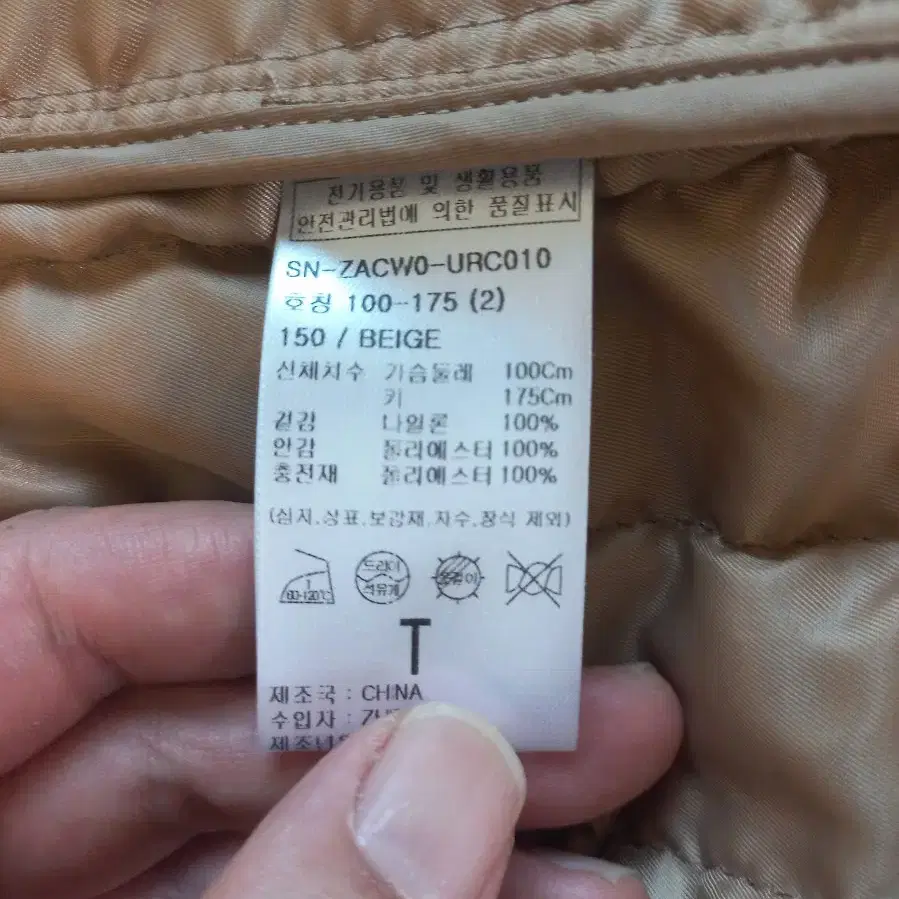 전기용품 및 생활용품
안전관리법에 의한 품질표시
SN-ZACW0-URC010
호칭 100-175 (2)
150 / BEIGE
신체치수 가슴둘레 100Cm
키 175Cm
겉감 나일론 100%
안감 폴리에스터 100%
충전재 폴리에스터 100%
(심지,상표,보강재,자수,장식 제외)
드라이
석유계
1
60-120℃
T
제조국 : CHINA
수입자 :